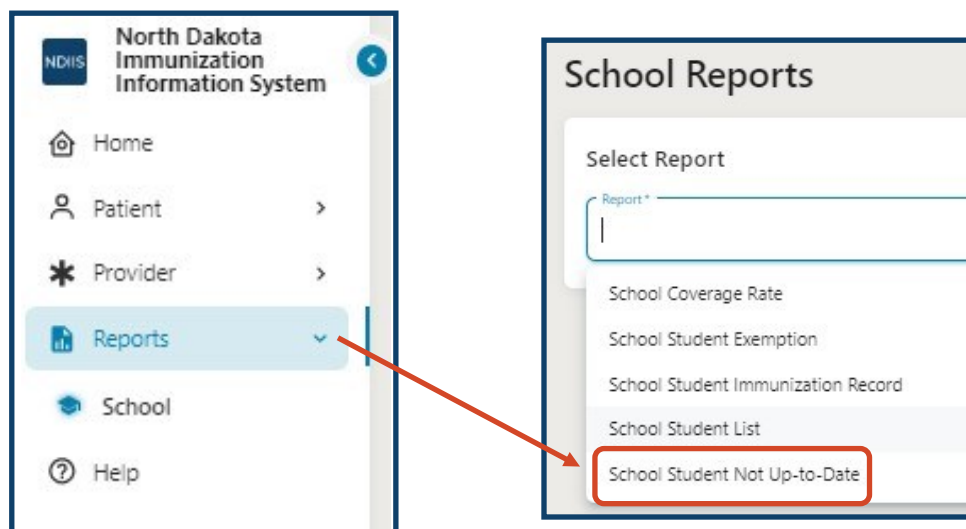 NDIIS
North Dakota
Immunization
Information System
Home
Patient
Provider
Reports
School
Help
School Reports
Select Report
Report*
School Coverage Rate
School Student Exemption
School Student Immunization Record
School Student List
School Student Not Up-to-Date